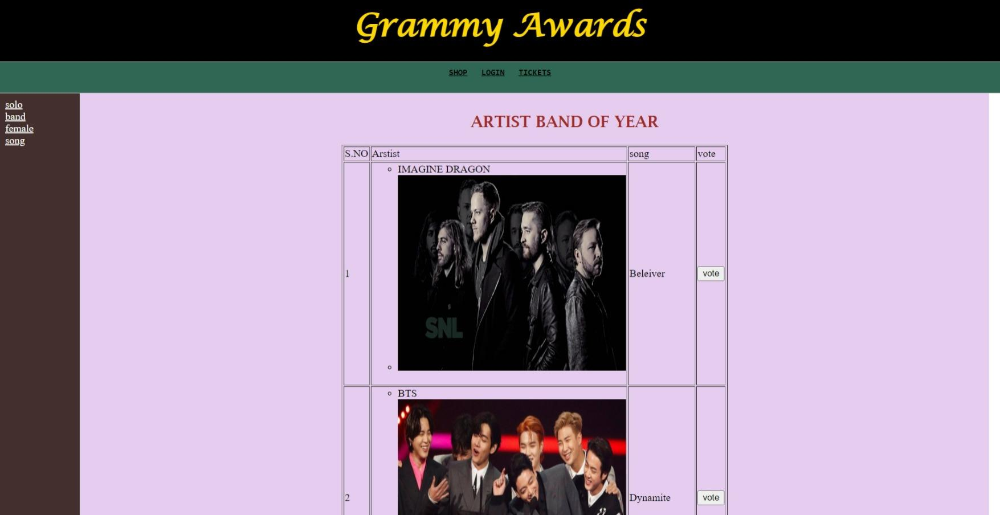 Grammy Awards
SHOP LOGIN TICKETS
solo
band
female
song
ARTIST BAND OF YEAR
S.NO Arstist song vote
IMAGINE DRAGON
SNL
1 Beleiver vote
BTS
2 Dynamite vote